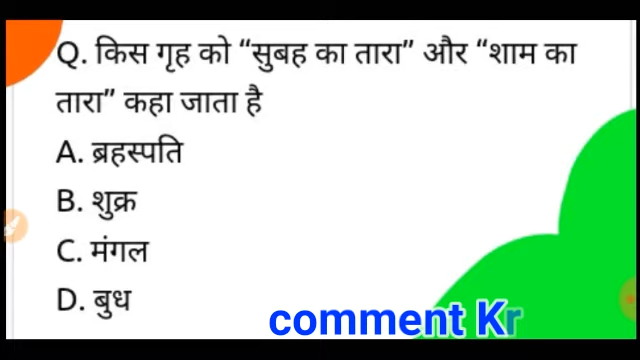 Q. किस गृह को “सुबह का तारा” और “शाम का
तारा” कहा जाता है
A. ब्रहस्पति
B. शुक्र
C. मंगल
D. बुध
comment Kr